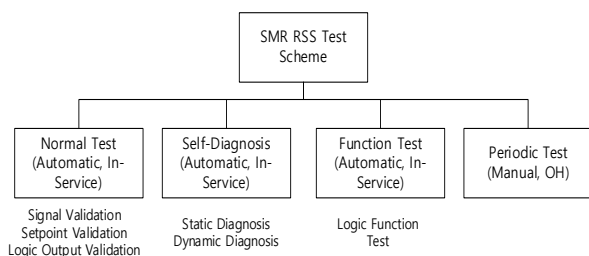 SMR RSS Test
Scheme
Normal Test
(Automatic, In-
Service)
Self-Diagnosis
(Automatic, In-
Service)
Function Test
(Automatic, In-
Service)
Periodic Test
(Manual, OH)
Signal Validation
Setpoint Validation
Logic Output Validation
Static Diagnosis
Dynamic Diagnosis
Logic Function
Test